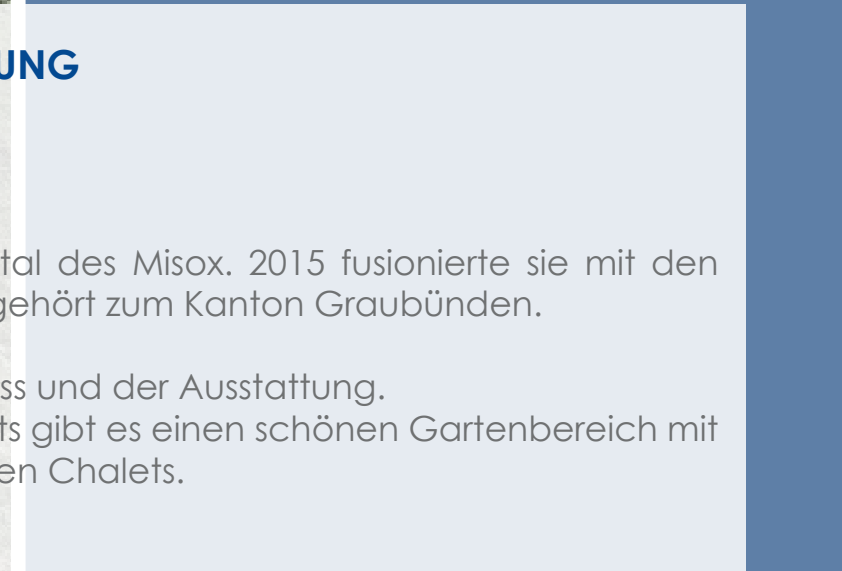 UNG
tal des Misox. 2015 fusionierte sie mit den
gehört zum Kanton Graubünden.
ss und der Ausstattung.
ts gibt es einen schönen Gartenbereich mit
en Chalets.